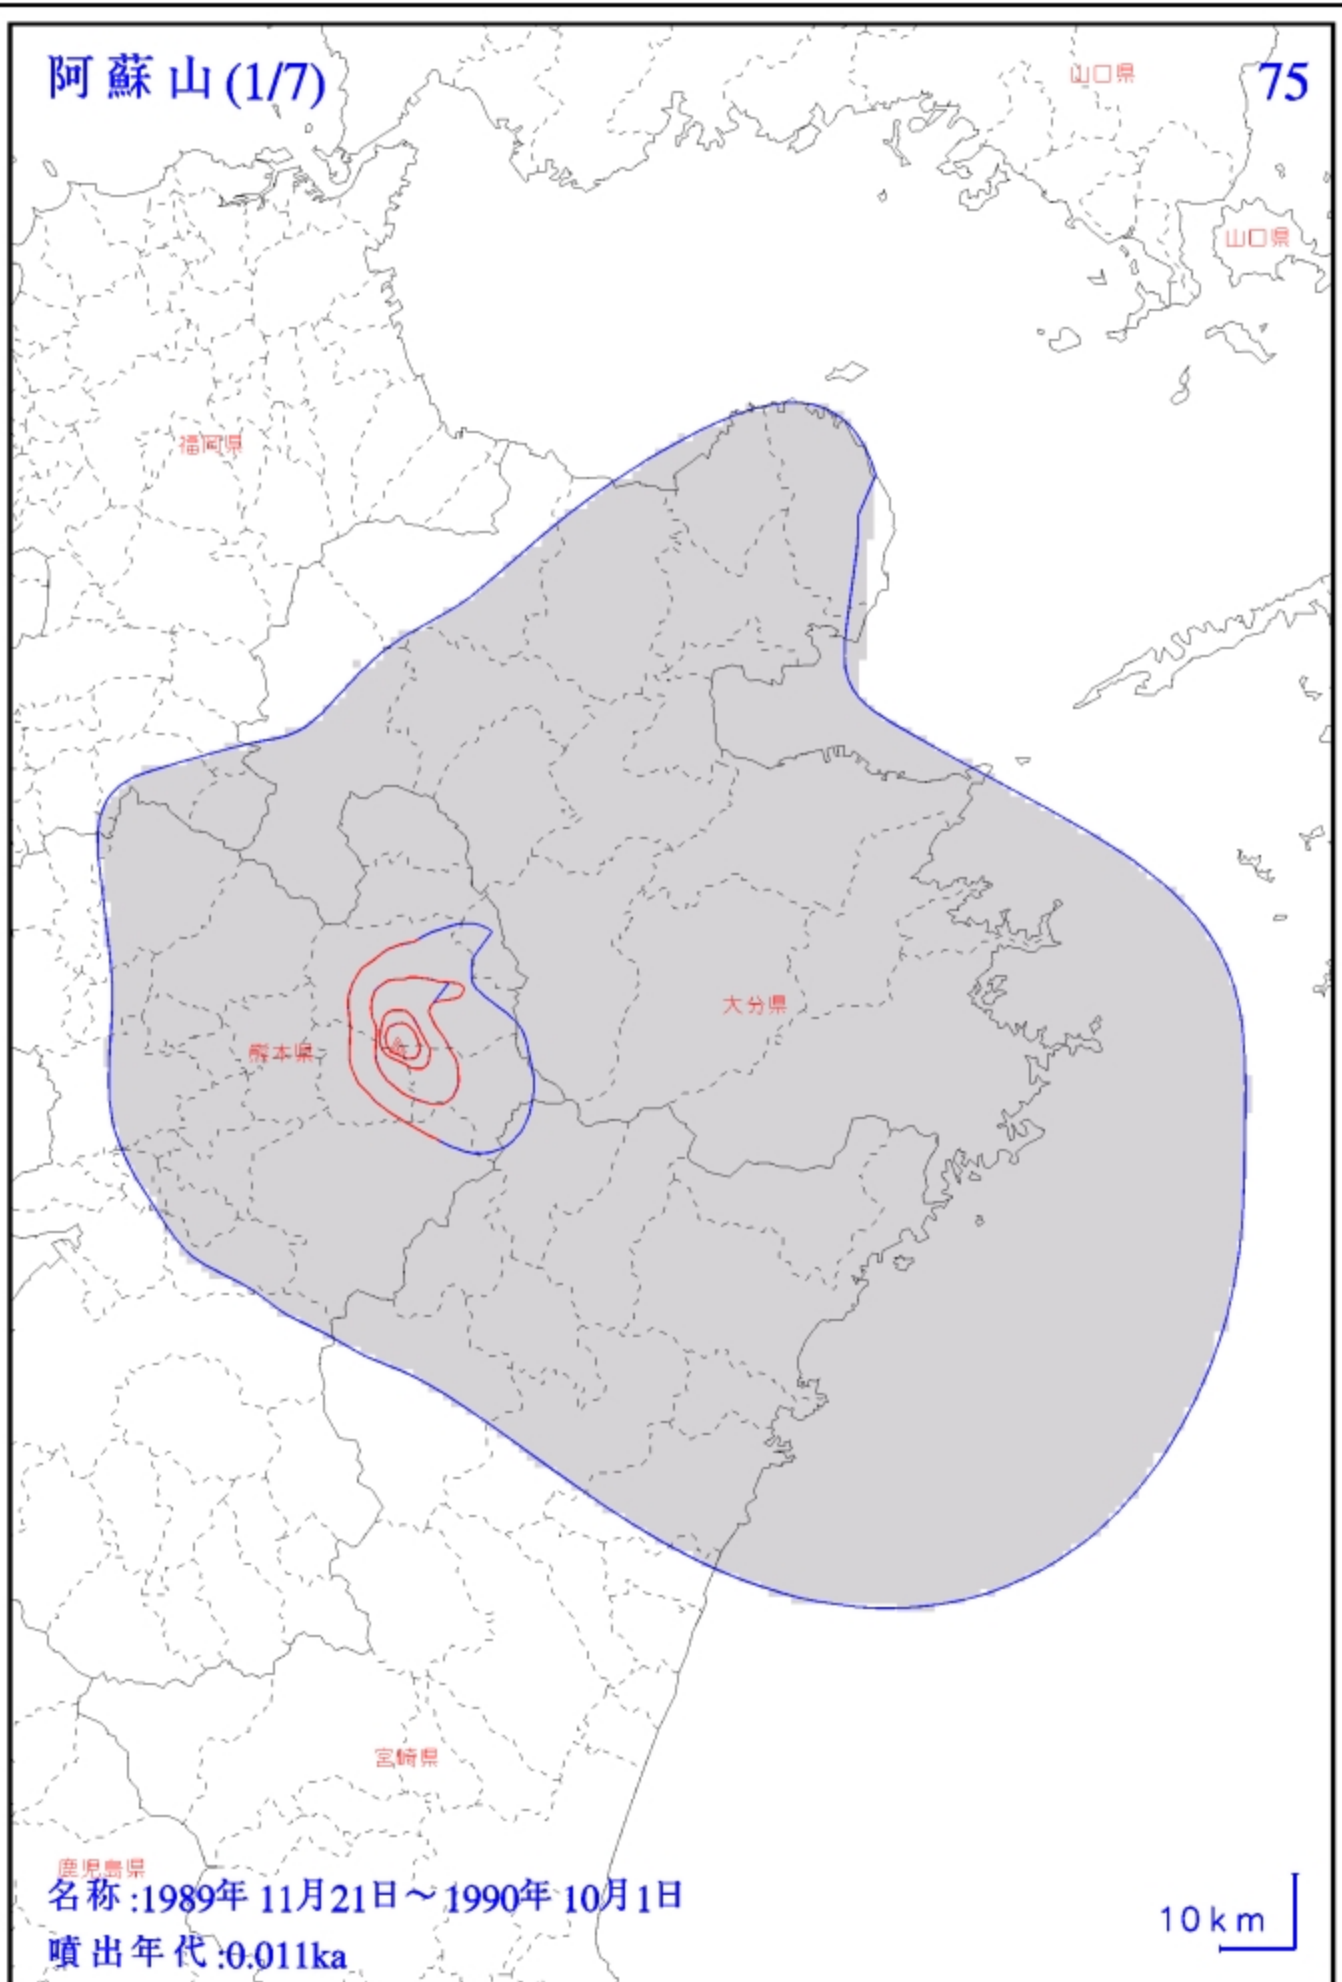 阿蘇山(1/7)
75
山口県
山口県
福岡県
大分県
熊本県
宮崎県
鹿児島県
名称:1989年11月21日～1990年10月1日
10km
噴出年代:0.011ka